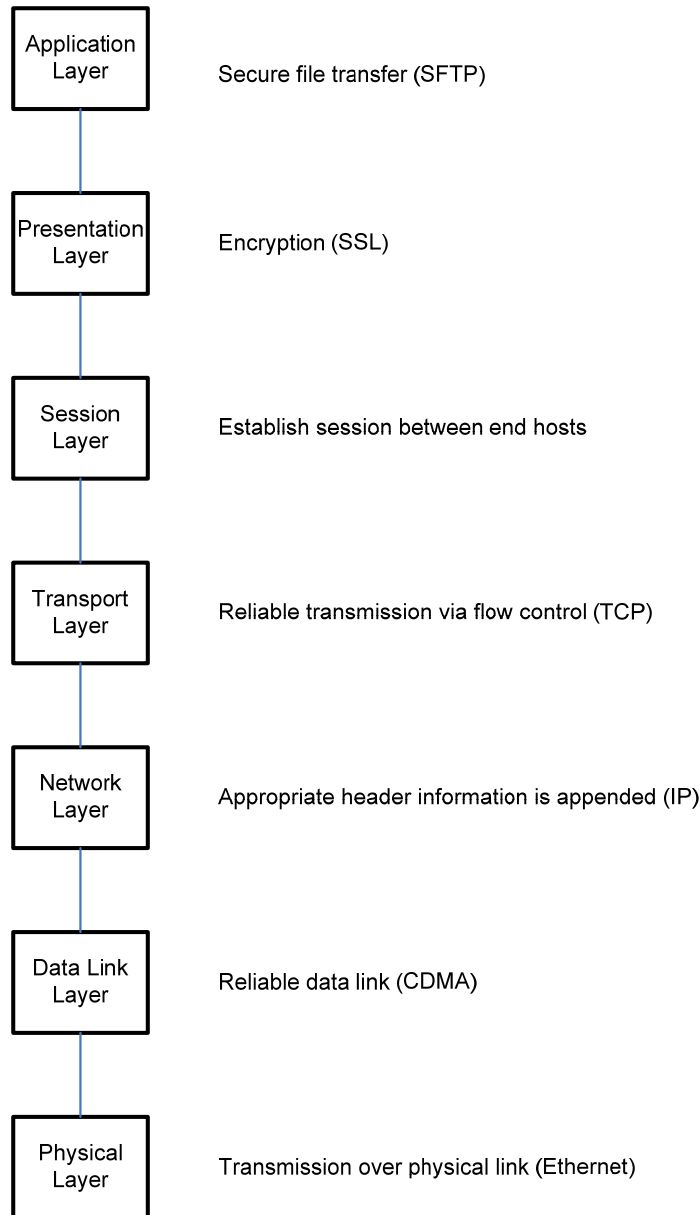 Application
Layer
Secure file transfer (SFTP)
Presentation
Layer
Encryption (SSL)
Session
Layer
Establish session between end hosts
Transport
Layer
Reliable transmission via flow control (TCP)
Network
Layer
Appropriate header information is appended (IP)
Data Link
Layer
Reliable data link (CDMA)
Physical
Layer
Transmission over physical link (Ethernet)